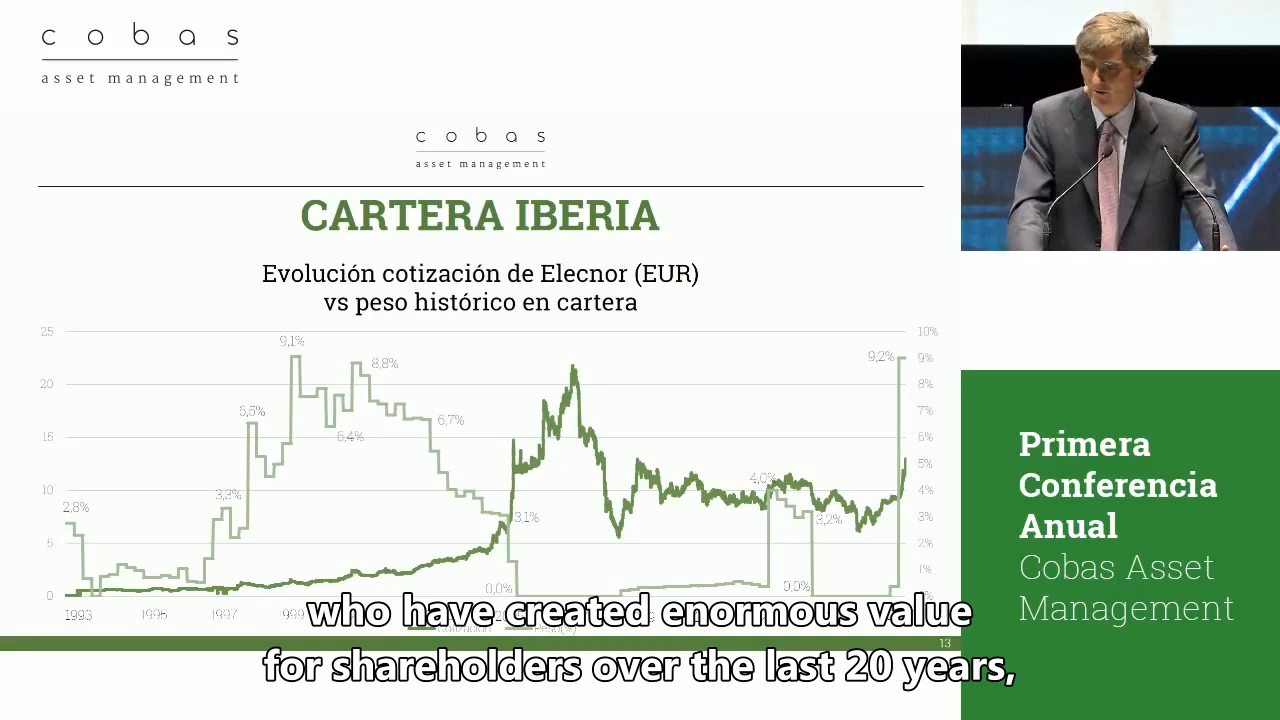 cobas
asset management
cobas
asset management
CARTERA IBERIA
Evolución cotización de Elecnor (EUR)
vs peso histórico en cartera
25
20
15
10
5
0
10%
9%
8%
7%
6%
5%
4%
3%
2%
1%
2,8%
3,3%
6,5%
9,1%
6,4%
8,8%
6,7%
3,1%
0,0%
4,0%
0,0%
3,2%
9,2%
1993
1995
1997
who have created enormous value
for shareholders over the last 20 years,
13
Primera
Conferencia
Anual
Cobas Asset
Management